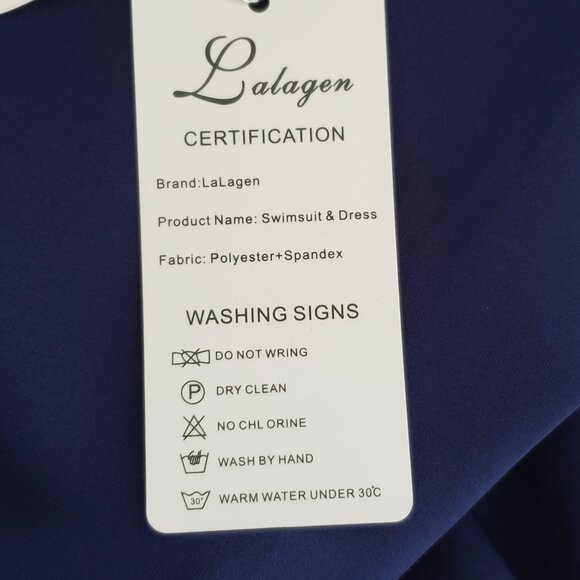 Lalagen
CERTIFICATION
Brand:LaLagen
Product Name: Swimsuit & Dress
Fabric: Polyester+Spandex
WASHING SIGNS
DO NOT WRING
P DRY CLEAN
NO CHL ORINE
WASH BY HAND
30° WARM WATER UNDER 30℃